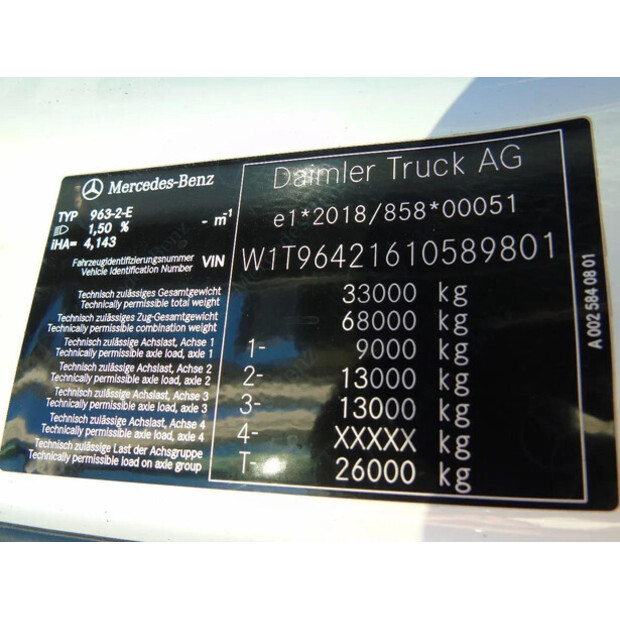 Mercedes-Benz
Daimler Truck AG
TYP 963-2-E
1,50 % - m⁻¹
iHA= 4,143
e1*2018/858*00051
Fahrzeugidentifizierungsnummer
Vehicle Identification Number
VIN W1T96421610589801
Technisch zulässiges Gesamtgewicht
Technically permissible total weight
33000 kg
Technisch zulässiges Zug-Gesamtgewicht
Technically permissible combination weight
68000 kg
Technisch zulässige Achslast, Achse 1
Technically permissible axle load, axle 1
1- 9000 kg
Technisch zulässige Achslast, Achse 2
Technically permissible axle load, axle 2
2- 13000 kg
Technisch zulässige Achslast, Achse 3
Technically permissible axle load, axle 3
3- 13000 kg
Technisch zulässige Achslast, Achse 4
Technically permissible axle load, axle 4
4- XXXXX kg
Technisch zulässige Last der Achsgruppe
Technically permissible load on axle group
T- 26000 kg
A 002 584 08 01